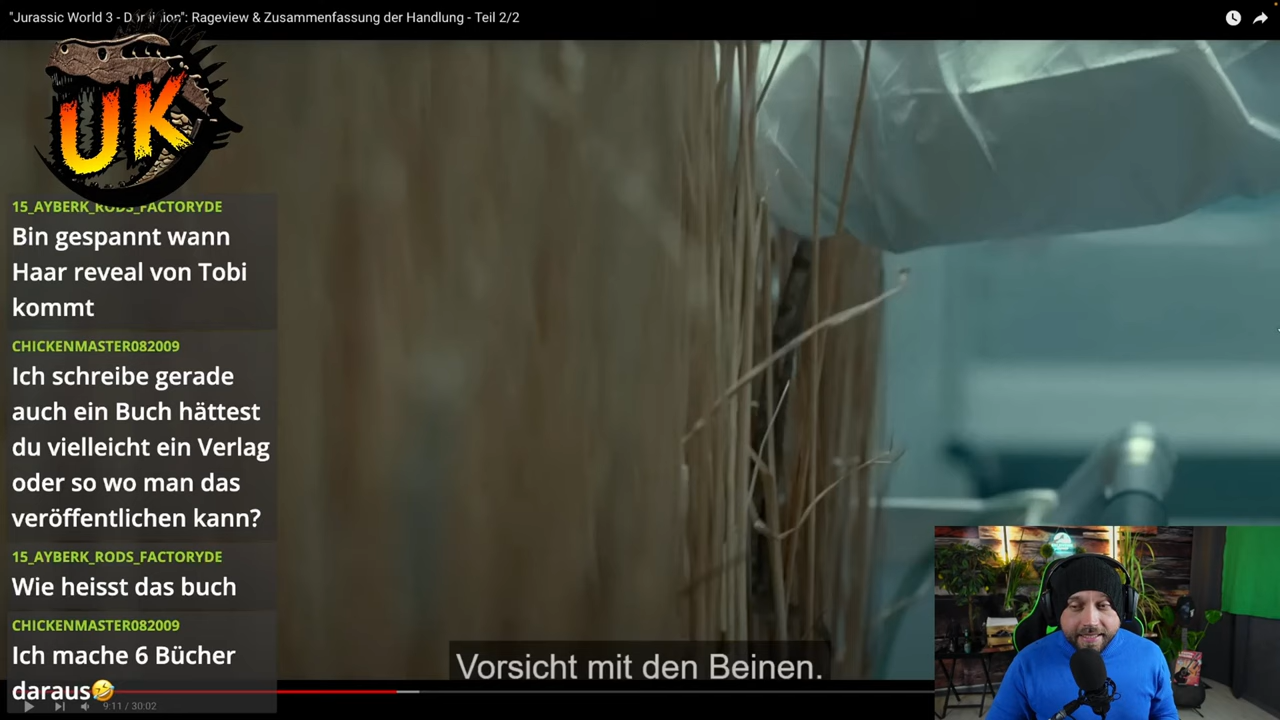 "Jurassic World 3 - Dominion": Rageview & Zusammenfassung der Handlung - Teil 2/2
UK
15_AYBERK_RODS_FACTORYDE
Bin gespannt wann
Haar reveal von Tobi
kommt
CHICKENMASTER082009
Ich schreibe gerade
auch ein Buch hättest
du vielleicht ein Verlag
oder so wo man das
veröffentlichen kann?
15_AYBERK_RODS_FACTORYDE
Wie heisst das buch
CHICKENMASTER082009
Ich mache 6 Bücher
daraus🤣
Vorsicht mit den Beinen.
9:11 / 30:02